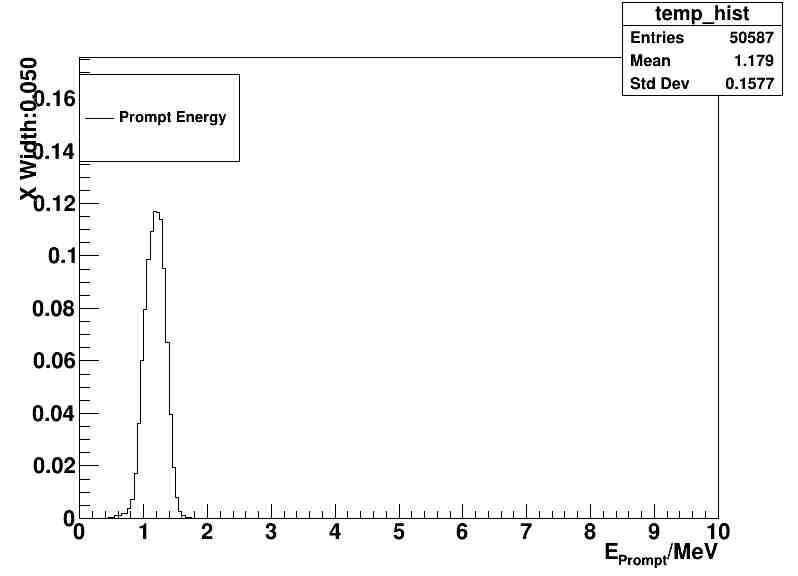 temp_hist
Entries 50587
Mean 1.179
Std Dev 0.1577
X Width:0.050
Prompt Energy
0.16
0.14
0.12
0.1
0.08
0.06
0.04
0.02
0
0 1 2 3 4 5 6 7 8 9 10
E_Prompt/MeV